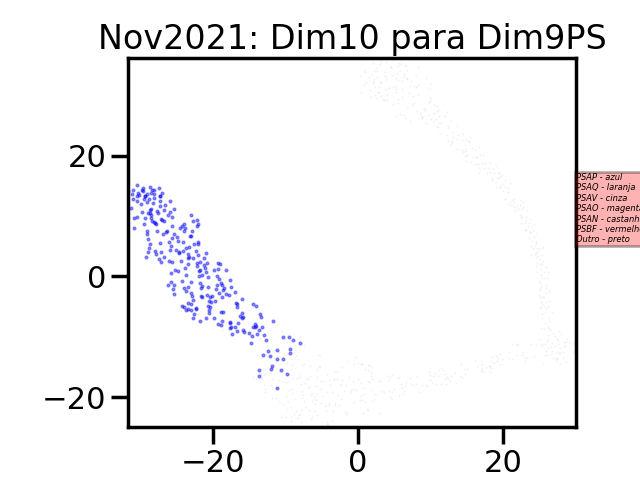 Nov2021: Dim10 para Dim9PS
20
0
−20
−20
0
20
PSAP - azul
PSAQ - laranja
PSAV - cinza
PSAO - magenta
PSAN - castanh
PSBF - vermelh
Outro - preto